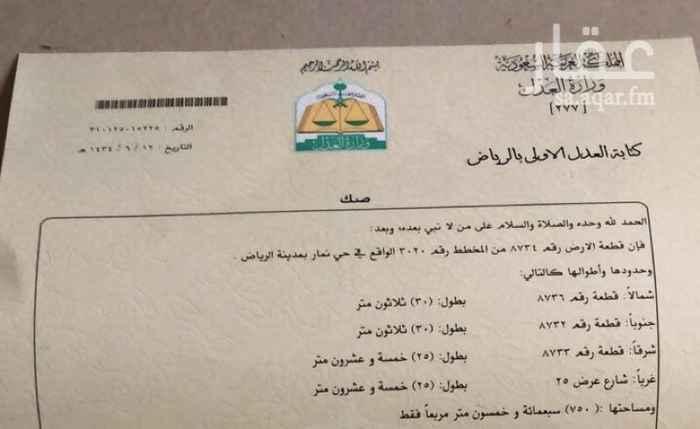 بسم الله الرحمن الرحيم
المملكة العربية السعودية
وزارة العدل
[٢٧٧]
كتابة العدل الاولى بالرياض
عقار
sa.aqar.fm
وزارة العدل
الرقم : ٣١٠١٢٥٠١٥٢٢٥
التاريخ : ١٢ / ٦ / ١٤٣٤ هـ
صك
الحمد لله وحده والصلاة والسلام على من لا نبي بعده، وبعد:
فإن قطعة الارض رقم ٨٧٣٤ من المخطط رقم ٣٠٢٠ الواقع في حي نمار بمدينة الرياض .
وحدودها وأطوالها كالتالي:
شمالاً: قطعة رقم ٨٧٣٦ بطول: (٣٠) ثلاثون متر
جنوباً: قطعة رقم ٨٧٣٢ بطول: (٣٠) ثلاثون متر
شرقاً: قطعة رقم ٨٧٣٣ بطول: (٢٥) خمسة و عشرون متر
غرباً: شارع عرض ٢٥ بطول: (٢٥) خمسة و عشرون متر
ومساحتها :(٧٥٠) سبعمائة و خمسون متر مربعاً فقط